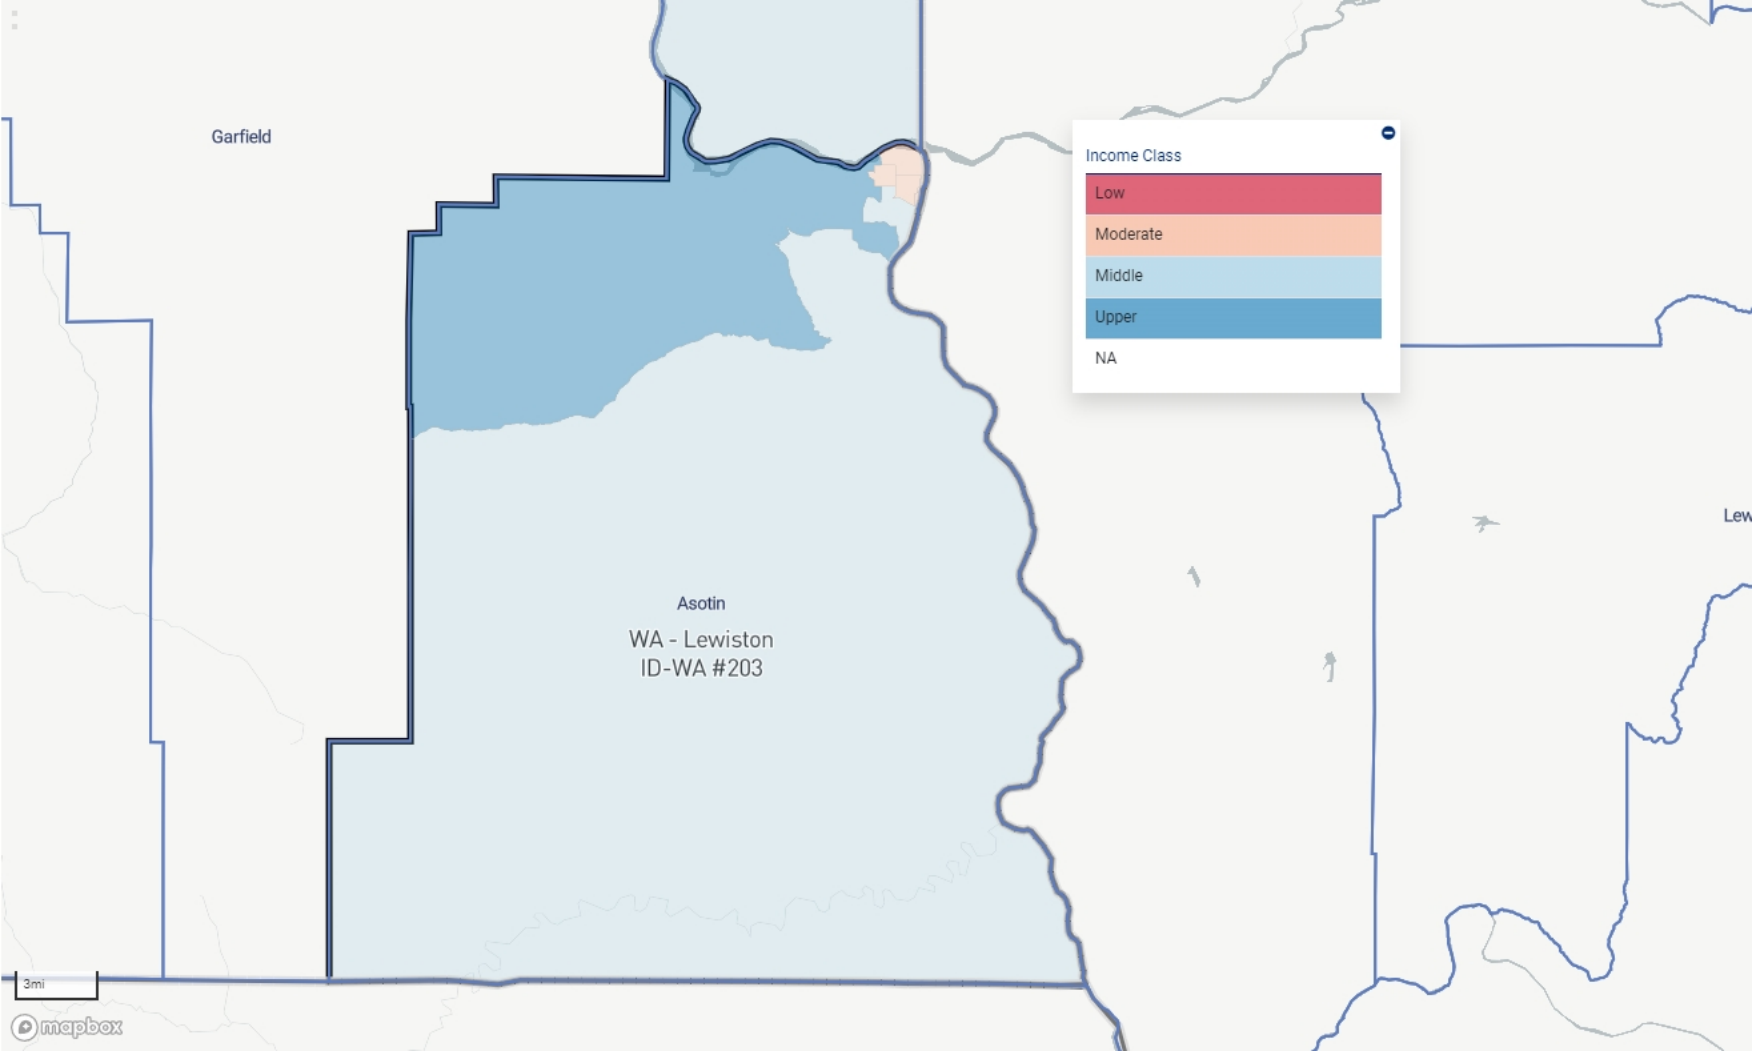 Garfield
Income Class
Low
Moderate
Middle
Upper
NA
Lew
Asotin
WA - Lewiston
ID-WA #203
3mi
mapbox